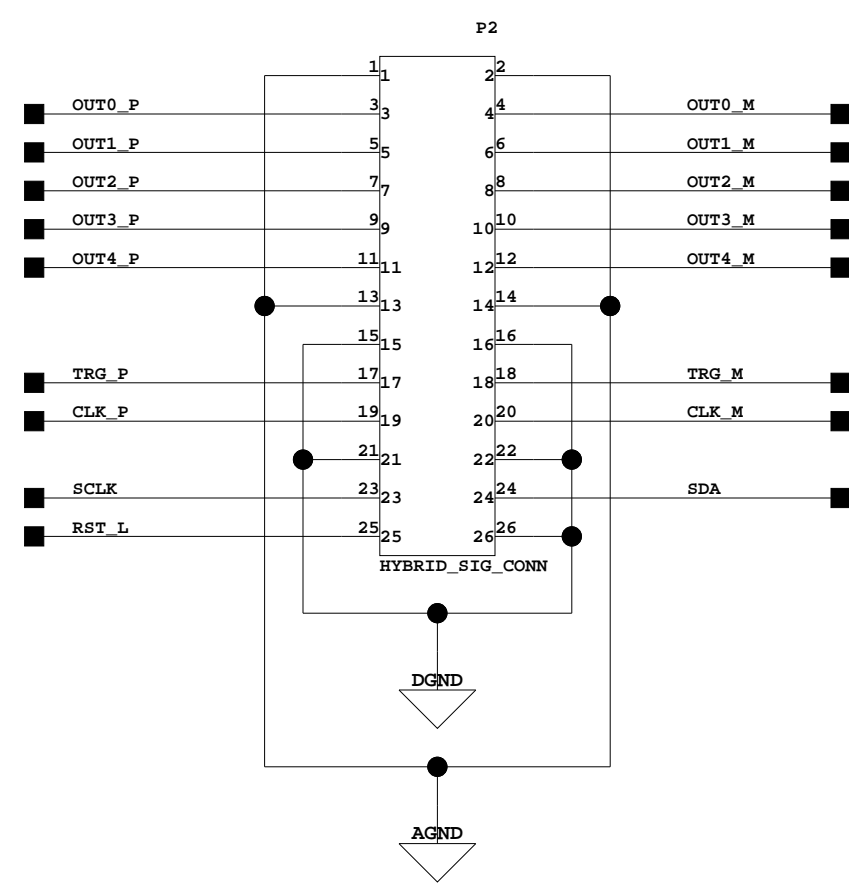 P2
1 1 2 2
OUT0_P 3 3 4 4 OUT0_M
OUT1_P 5 5 6 6 OUT1_M
OUT2_P 7 7 8 8 OUT2_M
OUT3_P 9 9 10 10 OUT3_M
OUT4_P 11 11 12 12 OUT4_M
13 13 14 14
15 15 16 16
TRG_P 17 17 18 18 TRG_M
CLK_P 19 19 20 20 CLK_M
21 21 22 22
SCLK 23 23 24 24 SDA
RST_L 25 25 26 26
HYBRID_SIG_CONN
DGND
AGND